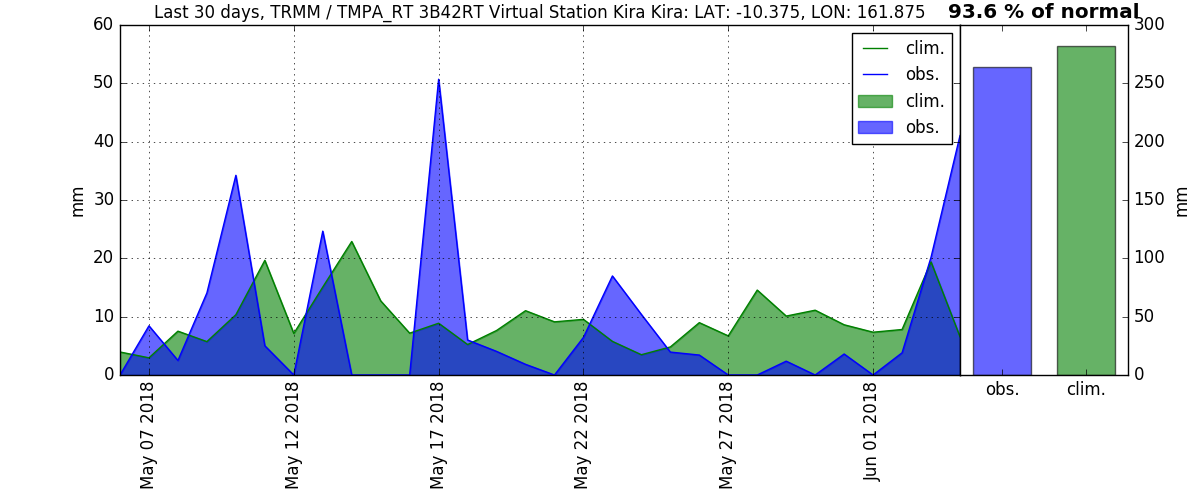 Last 30 days, TRMM / TMPA_RT 3B42RT Virtual Station Kira Kira: LAT: -10.375, LON: 161.875
93.6 % of normal
60
50
40
30
20
10
0
mm
clim.
obs.
clim.
obs.
May 07 2018
May 12 2018
May 17 2018
May 22 2018
May 27 2018
Jun 01 2018
300
250
200
150
100
50
0
mm
obs.
clim.